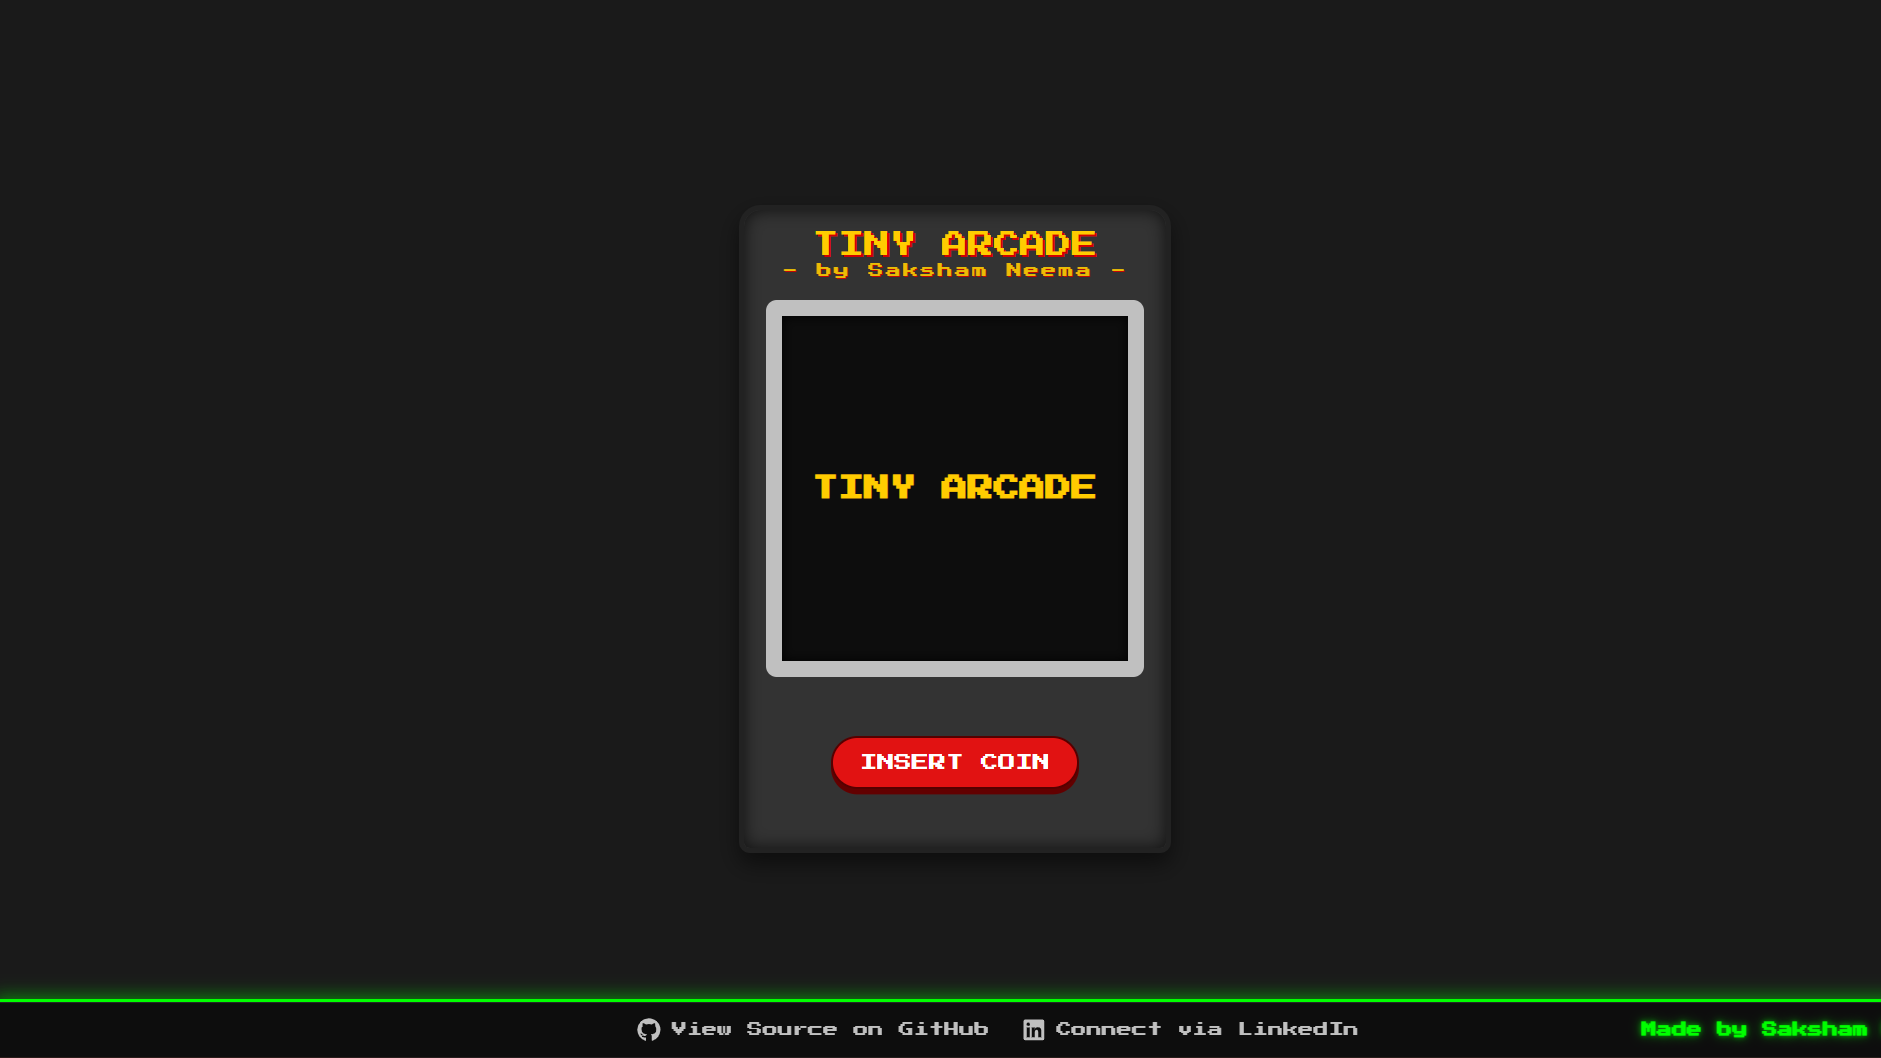 TINY ARCADE
- by Saksham Neema -
TINY ARCADE
INSERT COIN
View Source on GitHub
Connect via LinkedIn
Made by Saksham